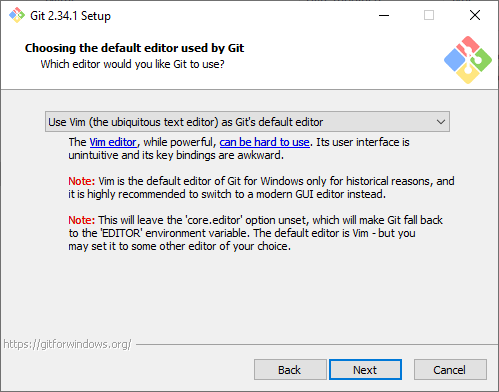 Git 2.34.1 Setup
Choosing the default editor used by Git
Which editor would you like Git to use?
Use Vim (the ubiquitous text editor) as Git's default editor
The Vim editor, while powerful, can be hard to use. Its user interface is
unintuitive and its key bindings are awkward.
Note: Vim is the default editor of Git for Windows only for historical reasons, and
it is highly recommended to switch to a modern GUI editor instead.
Note: This will leave the 'core.editor' option unset, which will make Git fall back
to the 'EDITOR' environment variable. The default editor is Vim - but you
may set it to some other editor of your choice.
https://gitforwindows.org/
Back
Next
Cancel